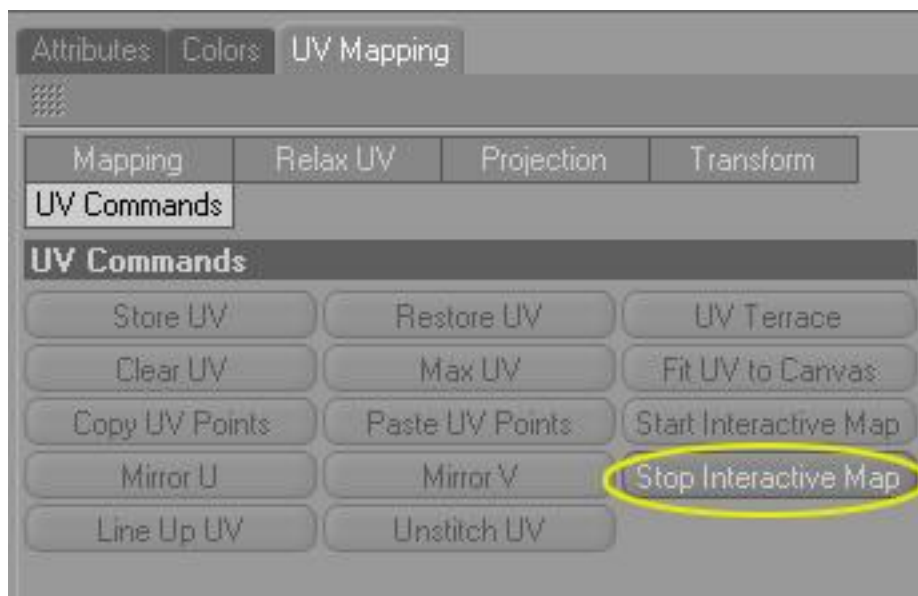 Attributes Colors UV Mapping
Mapping Relax UV Projection Transform
UV Commands
UV Commands
Store UV Restore UV UV Terrace
Clear UV Max UV Fit UV to Canvas
Copy UV Points Paste UV Points Start Interactive Map
Mirror U Mirror V Stop Interactive Map
Line Up UV Unstitch UV